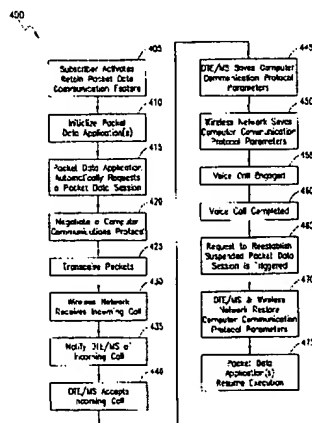 400
405
Subscriber Activates
Retain Packet Data
Communication Feature
410
Initialize Packet
Data Application(s)
415
Packet Data Application
Automatically Requests
a Packet Data Session
420
Negotiate a Computer
Communications Protocol
425
Transceive Packets
430
Wireless Network
Receives Incoming Call
435
Notify DTE/MS of
Incoming Call
440
DTE/MS Accepts
Incoming Call
445
DTE/MS Saves Computer
Communication Protocol
Parameters
450
Wireless Network Saves
Computer Communication
Protocol Parameters
455
Voice Call Engaged
460
Voice Call Completed
Request to Reestablish
Suspended Packet Data
Session is Triggered
470
DTE/MS & Wireless
Network Restore
Computer Communication
Protocol Parameters
475
Packet Data
Application(s)
Resume Execution